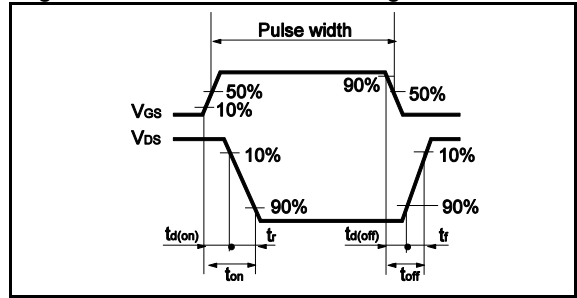 Pulse width
90%
50%
50%
10%
VGS
VDS
10%
10%
90%
90%
td(on)
tr
td(off)
tf
ton
toff